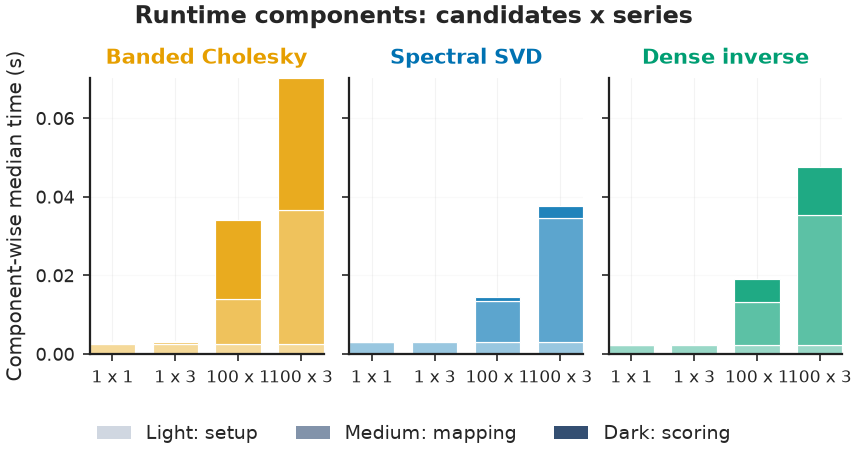 Runtime components: candidates x series
Banded Cholesky Spectral SVD Dense inverse
Component-wise median time (s)
0.06
0.04
0.02
0.00
1 x 1 1 x 3 100 x 1 100 x 3 1 x 1 1 x 3 100 x 1 100 x 3 1 x 1 1 x 3 100 x 1 100 x 3
Light: setup Medium: mapping Dark: scoring